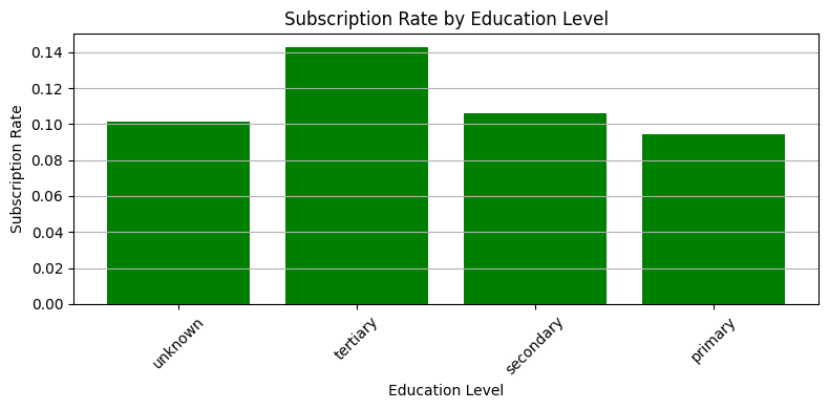 Subscription Rate by Education Level
Subscription Rate
0.14
0.12
0.10
0.08
0.06
0.04
0.02
0.00
unknown
tertiary
secondary
primary
Education Level